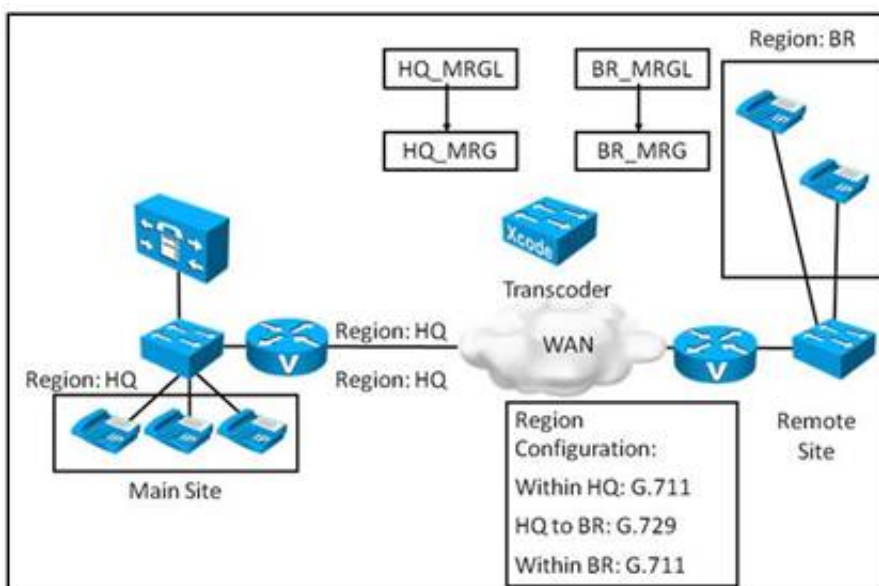 Region: BR
HQ_MRGL
BR_MRGL
HQ_MRG
BR_MRG
Xcode
Transcoder
Region: HQ
WAN
V
V
Region: HQ
Region: HQ
Main Site
Remote
Site
Region
Configuration:
Within HQ: G.711
HQ to BR: G.729
Within BR: G.711